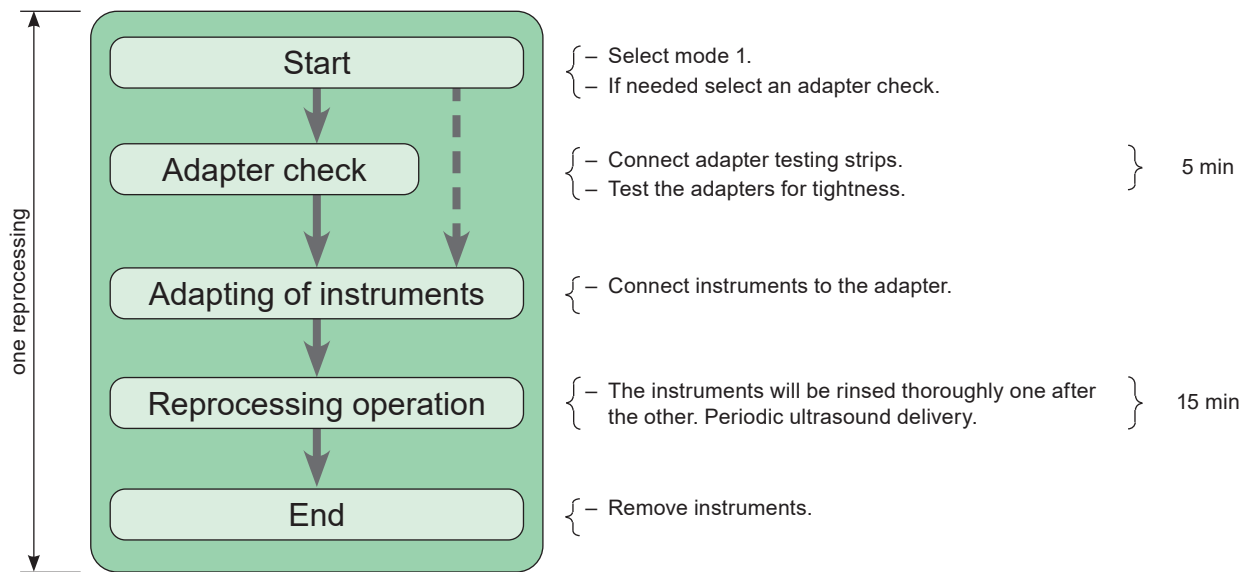 Start
– Select mode 1.
– If needed select an adapter check.
Adapter check
– Connect adapter testing strips.
– Test the adapters for tightness.
5 min
one reprocessing
Adapting of instruments
– Connect instruments to the adapter.
Reprocessing operation
– The instruments will be rinsed thoroughly one after
the other. Periodic ultrasound delivery.
15 min
End
– Remove instruments.